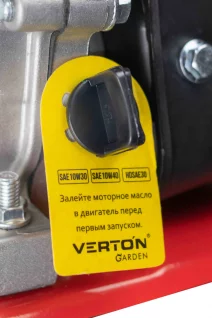 SAE10W30 SAE10W40 HDSAE30
Залейте моторное масло
в двигатель перед
первым запуском.
VERTON
GARDEN